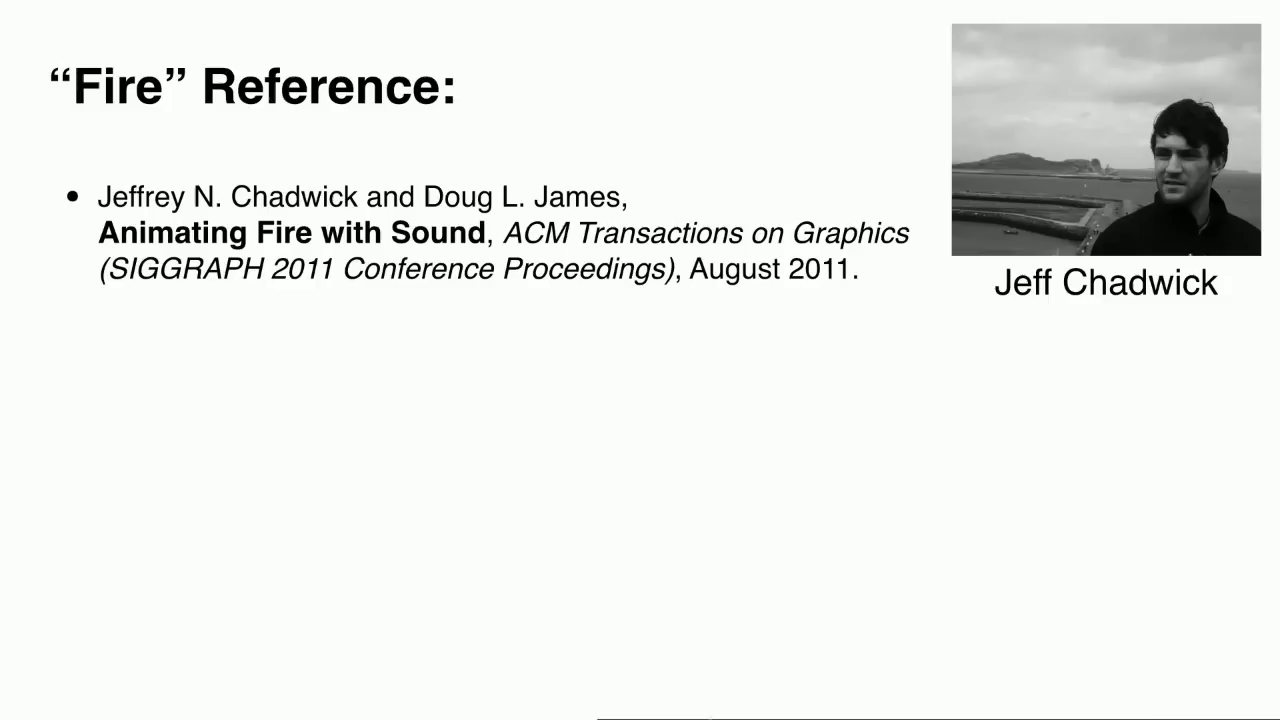 “Fire” Reference:
• Jeffrey N. Chadwick and Doug L. James,
Animating Fire with Sound, ACM Transactions on Graphics
(SIGGRAPH 2011 Conference Proceedings), August 2011.
Jeff Chadwick